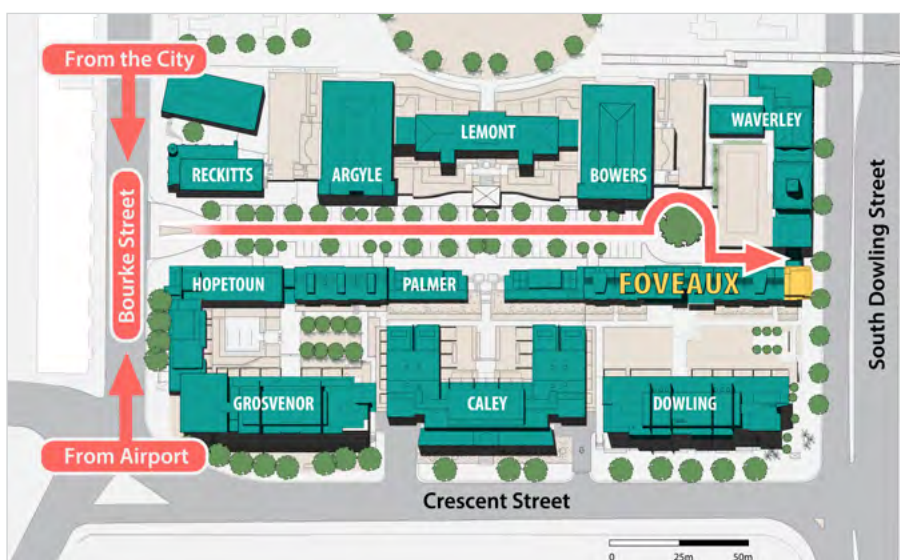 From the City
LEMONT
WAVERLEY
RECKITTS
ARGYLE
BOWERS
Bourke Street
South Dowling Street
HOPETOUN
PALMER
FOVEAUX
GROSVENOR
CALEY
DOWLING
From Airport
Crescent Street
0 25m 50m